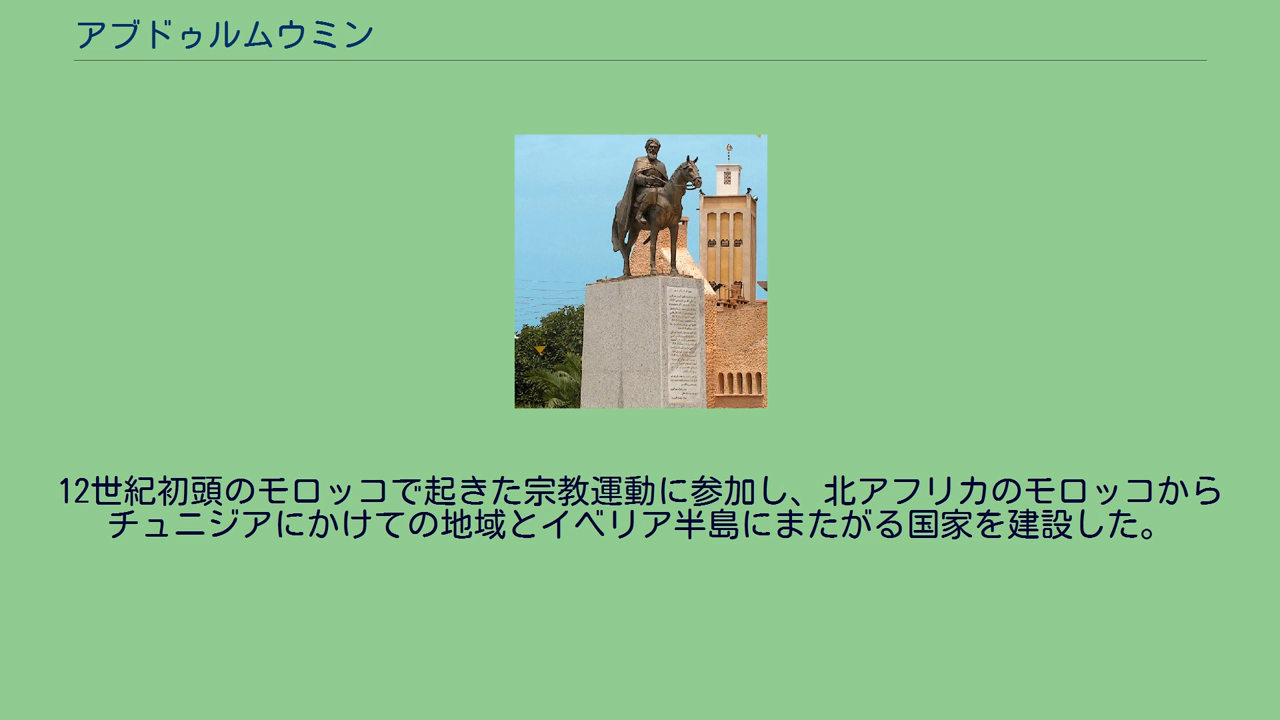 アブドゥルムウミン
12世紀初頭のモロッコで起きた宗教運動に参加し、北アフリカのモロッコから
チュニジアにかけての地域とイベリア半島にまたがる国家を建設した。